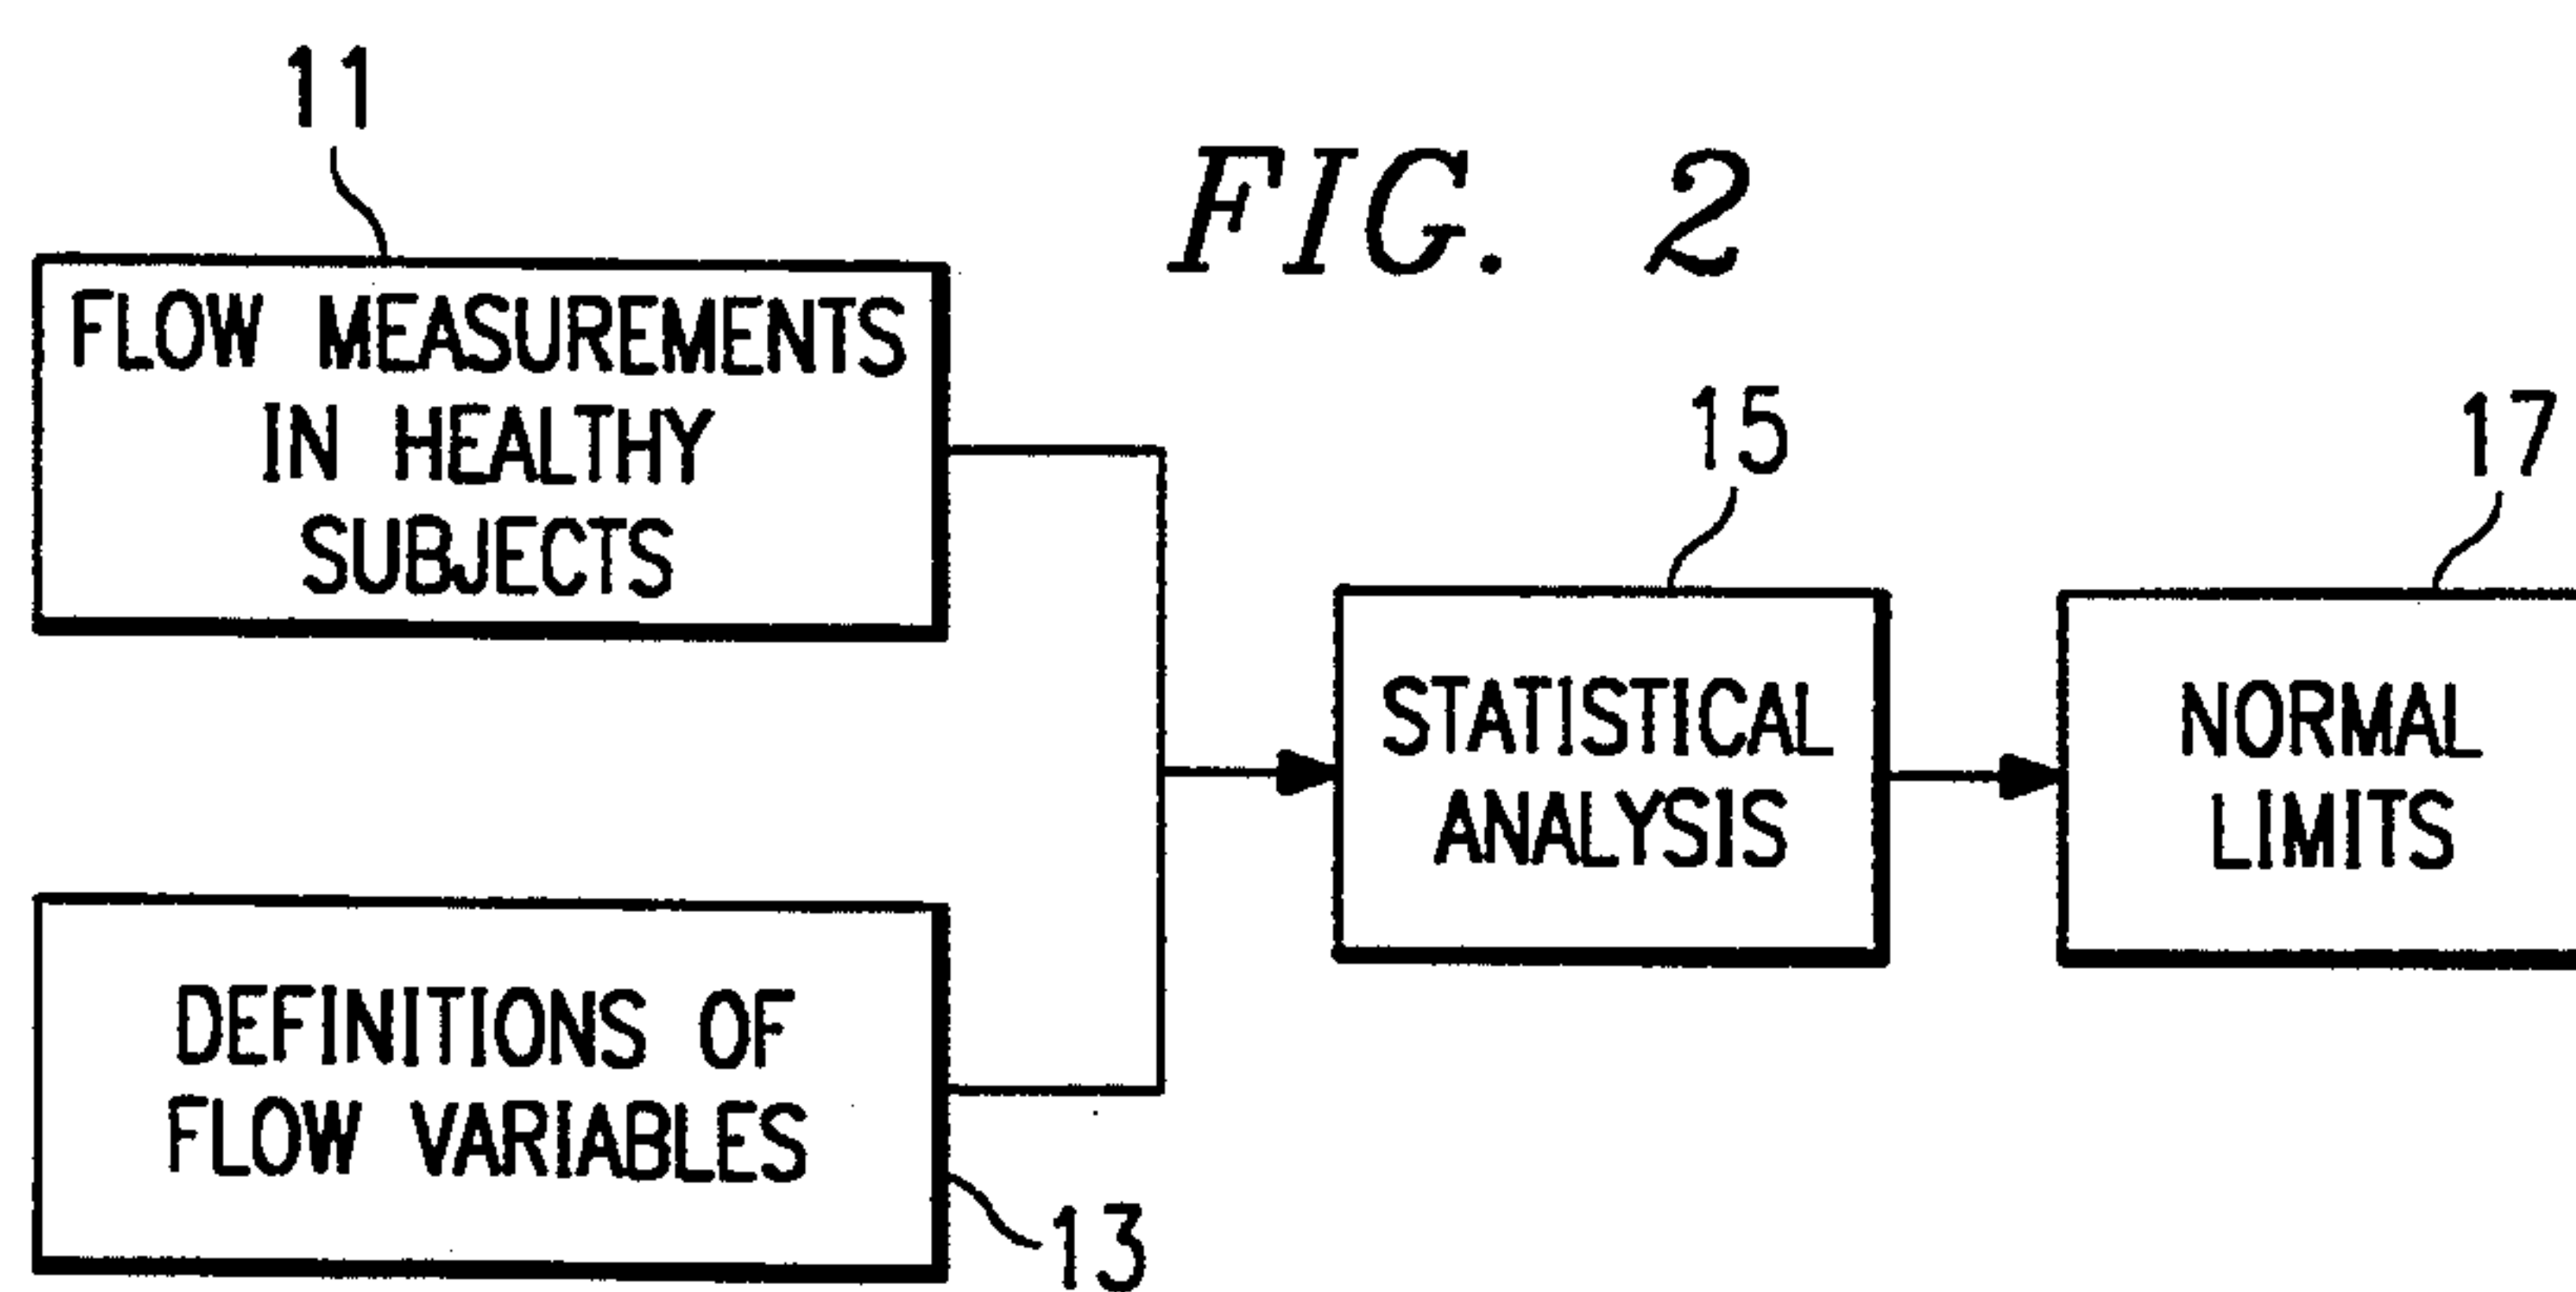 11
FIG. 2
FLOW MEASUREMENTS
IN HEALTHY
SUBJECTS
15
17
STATISTICAL
ANALYSIS
NORMAL
LIMITS
DEFINITIONS OF
FLOW VARIABLES
13